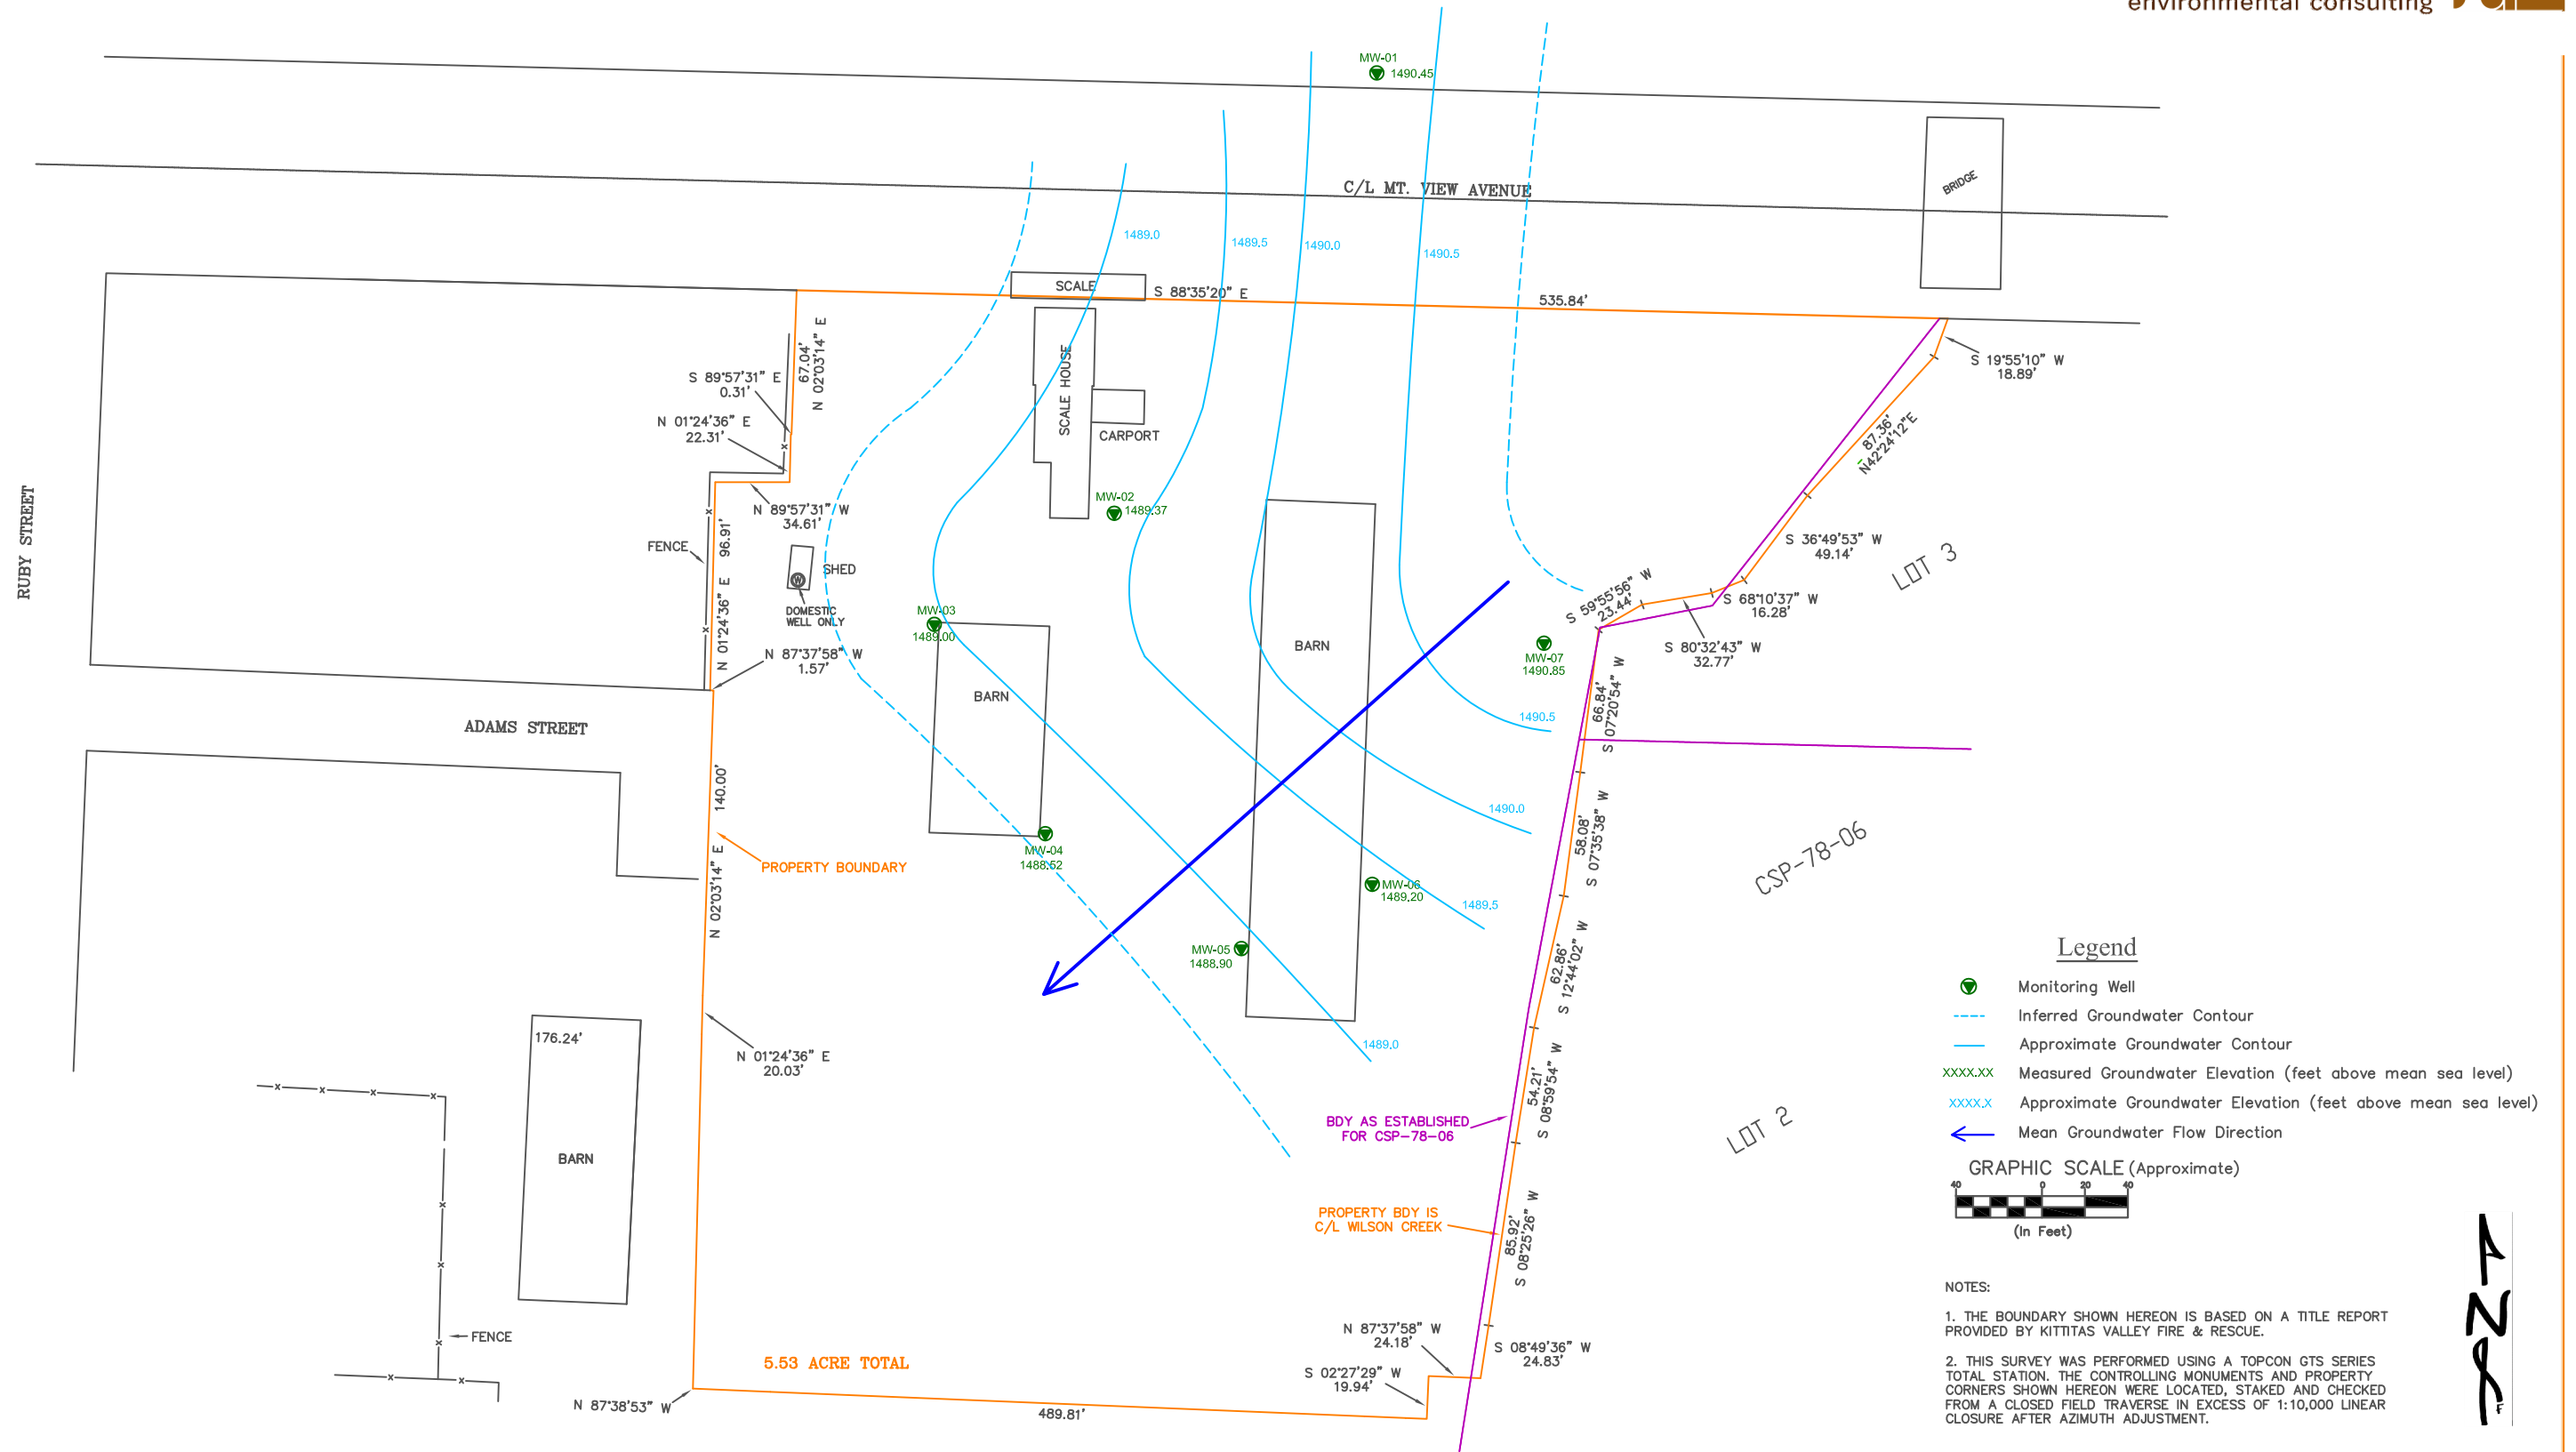 environmental consulting
MW-01
1490.45
C/L MT. VIEW AVENUE
BRIDGE
1489.0
1489.5
1490.0
1490.5
SCALE
S 88°35'20" E
535.84'
67.04'
N 02°03'14" E
S 89°57'31" E
0.31'
N 01°24'36" E
22.31'
SCALE HOUSE
CARPORT
S 19°55'10" W
18.89'
87.36'
N42°24'12"E
RUBY STREET
MW-02
1489.37
N 89°57'31" W
34.61'
FENCE
N 01°24'36" E 96.91'
SHED
W
DOMESTIC
WELL ONLY
S 36°49'53" W
49.14'
LOT 3
S 59°55'56" W
23.44'
S 68°10'37" W
16.28'
MW-03
1489.00
N 87°37'58" W
1.57'
BARN
BARN
MW-07
1490.85
S 80°32'43" W
32.77'
66.84'
S 07°20'54" W
ADAMS STREET
1490.5
N 02°03'14" E 140.00'
1490.0
58.08'
S 07°35'38" W
PROPERTY BOUNDARY
MW-04
1488.52
CSP-78-06
MW-06
1489.20
1489.5
MW-05
1488.90
62.86'
S 12°44'02" W
176.24'
BARN
N 01°24'36" E
20.03'
1489.0
54.21'
S 08°59'54" W
BDY AS ESTABLISHED
FOR CSP-78-06
LOT 2
PROPERTY BDY IS
C/L WILSON CREEK
85.92'
S 08°25'26" W
FENCE
5.53 ACRE TOTAL
N 87°38'53" W
489.81'
N 87°37'58" W
24.18'
S 02°27'29" W
19.94'
S 08°49'36" W
24.83'
Legend
Monitoring Well
Inferred Groundwater Contour
Approximate Groundwater Contour
XXXX.XX Measured Groundwater Elevation (feet above mean sea level)
XXXX.X Approximate Groundwater Elevation (feet above mean sea level)
Mean Groundwater Flow Direction
GRAPHIC SCALE (Approximate)
40 0 20 40
(In Feet)
NOTES:
1. THE BOUNDARY SHOWN HEREON IS BASED ON A TITLE REPORT
PROVIDED BY KITTITAS VALLEY FIRE & RESCUE.
2. THIS SURVEY WAS PERFORMED USING A TOPCON GTS SERIES
TOTAL STATION. THE CONTROLLING MONUMENTS AND PROPERTY
CORNERS SHOWN HEREON WERE LOCATED, STAKED AND CHECKED
FROM A CLOSED FIELD TRAVERSE IN EXCESS OF 1:10,000 LINEAR
CLOSURE AFTER AZIMUTH ADJUSTMENT.
N